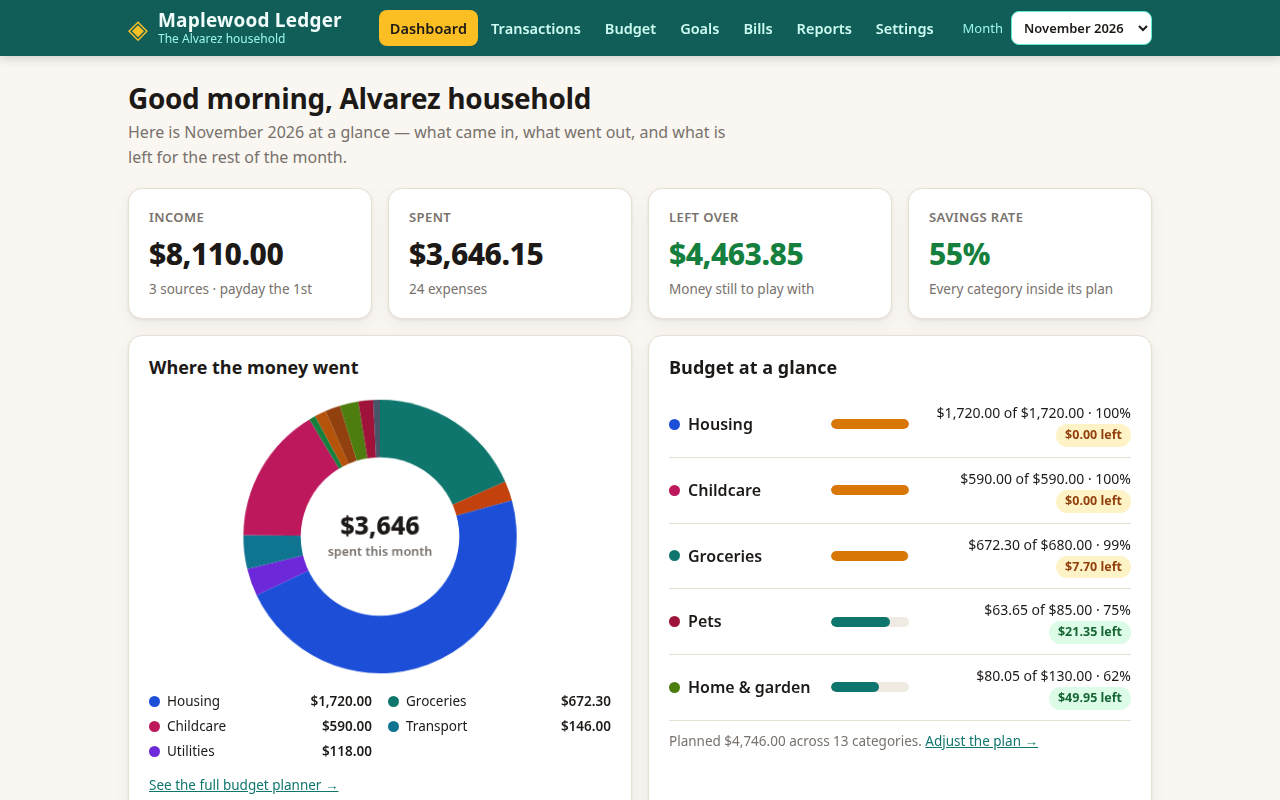 ◈ Maplewood Ledger
The Alvarez household
Dashboard Transactions Budget Goals Bills Reports Settings Month November 2026
Good morning, Alvarez household
Here is November 2026 at a glance — what came in, what went out, and what is
left for the rest of the month.
INCOME
$8,110.00
3 sources · payday the 1st
SPENT
$3,646.15
24 expenses
LEFT OVER
$4,463.85
Money still to play with
SAVINGS RATE
55%
Every category inside its plan
Where the money went
$3,646
spent this month
Housing $1,720.00 Groceries $672.30
Childcare $590.00 Transport $146.00
Utilities $118.00
See the full budget planner →
Budget at a glance
Housing $1,720.00 of $1,720.00 · 100%
$0.00 left
Childcare $590.00 of $590.00 · 100%
$0.00 left
Groceries $672.30 of $680.00 · 99%
$7.70 left
Pets $63.65 of $85.00 · 75%
$21.35 left
Home & garden $80.05 of $130.00 · 62%
$49.95 left
Planned $4,746.00 across 13 categories. Adjust the plan →